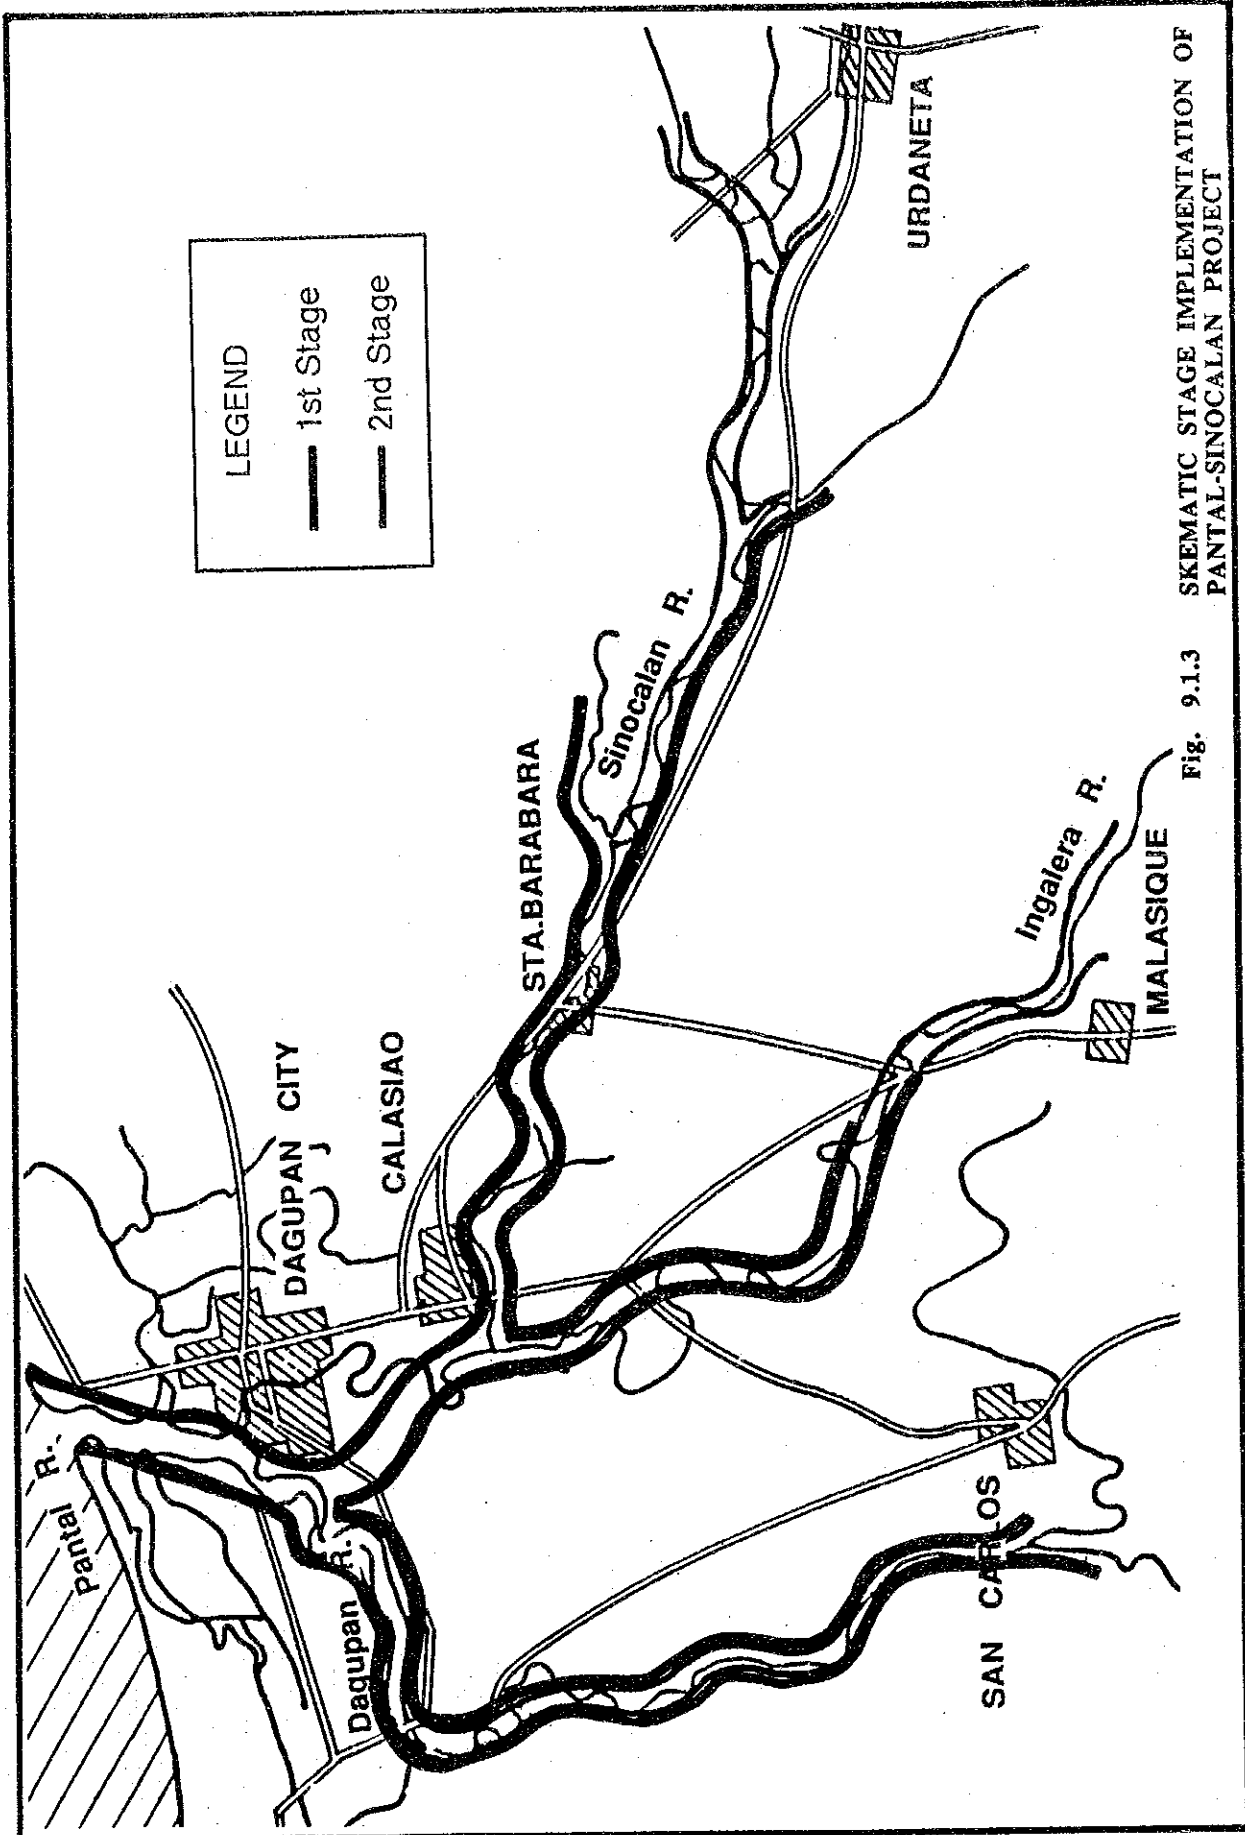 LEGEND
1st Stage
2nd Stage
Pantal R.
DAGUPAN CITY
CALASIAO
STA.BARABARA
Sinocalan R.
URDANETA
Daqupan R.
Ingalera R.
MALASIQUE
SAN CARLOS
Fig. 9.1.3 SKEMATIC STAGE IMPLEMENTATION OF
PANTAL-SINOCALAN PROJECT